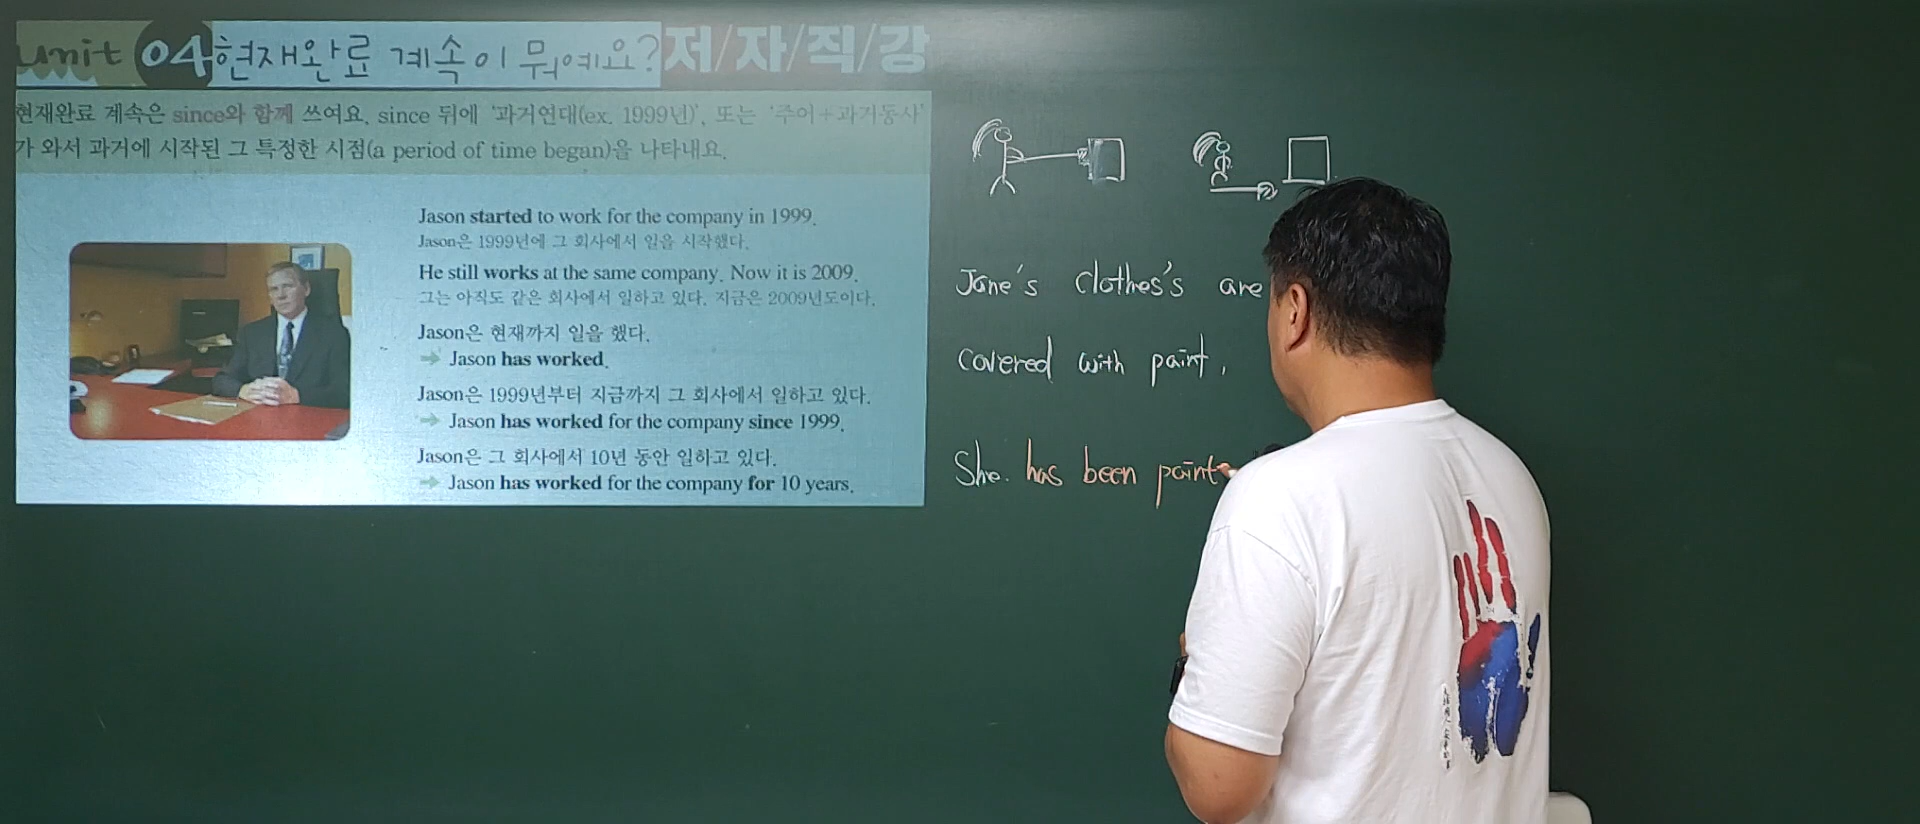 unit 04 현재완료 계속이 뭐예요? 저/자/직/강
현재완료 계속은 since와 함께 쓰여요. since 뒤에 '과거연대(ex. 1999년)', 또는 '주어+과거동사'
가 와서 과거에 시작된 그 특정한 시점(a period of time began)을 나타내요.
Jason started to work for the company in 1999.
Jason은 1999년에 그 회사에서 일을 시작했다.
He still works at the same company. Now it is 2009.
그는 아직도 같은 회사에서 일하고 있다. 지금은 2009년도이다.
Jason은 현재까지 일을 했다.
➔ Jason has worked.
Jason은 1999년부터 지금까지 그 회사에서 일하고 있다.
➔ Jason has worked for the company since 1999.
Jason은 그 회사에서 10년 동안 일하고 있다.
➔ Jason has worked for the company for 10 years.
Jane's clothes's are
covered with paint,
She. has been paint